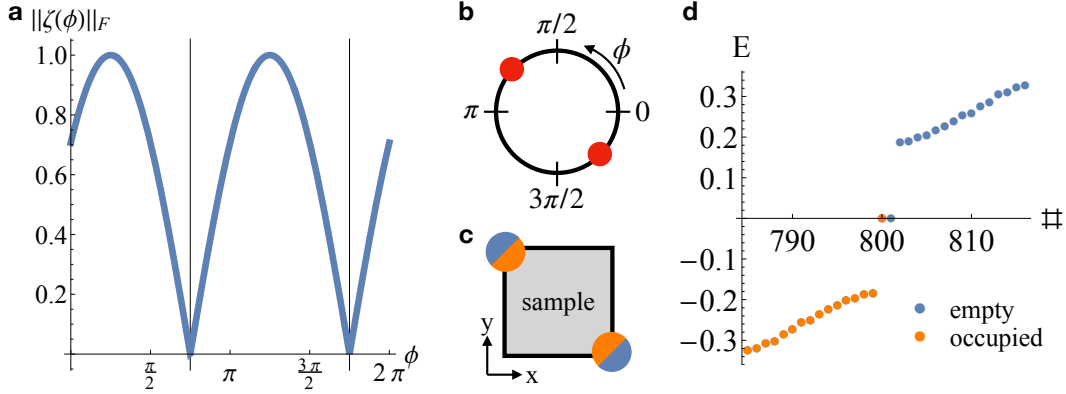 a
||ζ(ϕ)||F
1.0
0.8
0.6
0.4
0.2
π/2
π
3π/2
2π
ϕ
b
π/2
ϕ
π
0
3π/2
c
sample
y
x
d
E
0.3
0.2
0.1
790
800
810
#
−0.1
−0.2
−0.3
empty
occupied